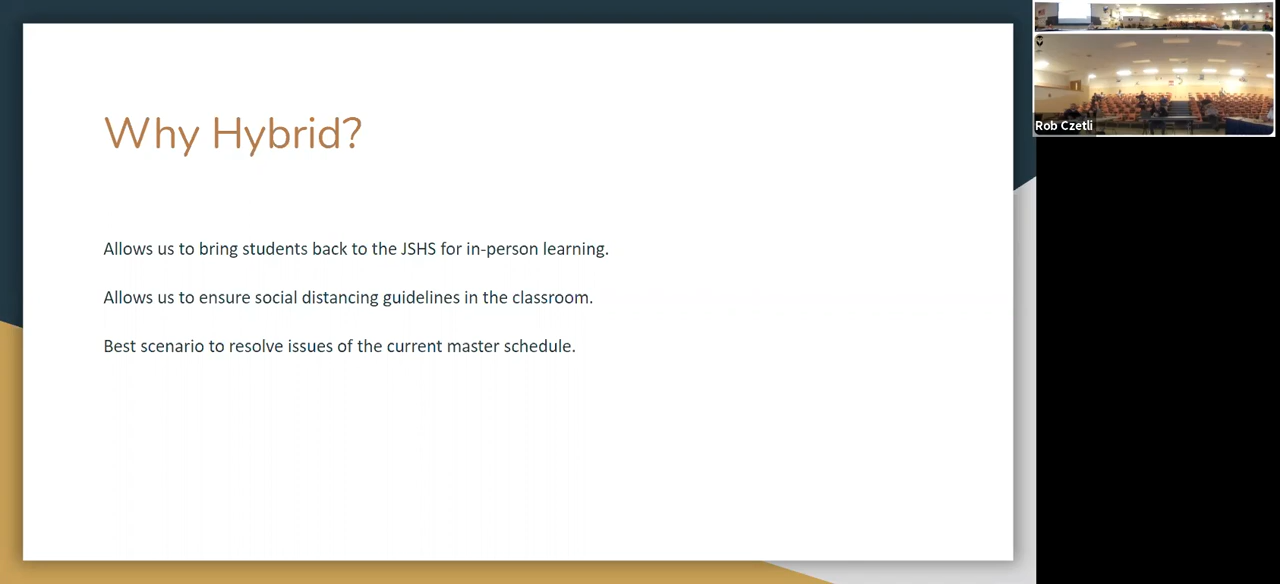 Why Hybrid?
Allows us to bring students back to the JSHS for in-person learning.
Allows us to ensure social distancing guidelines in the classroom.
Best scenario to resolve issues of the current master schedule.
Rob Czetli